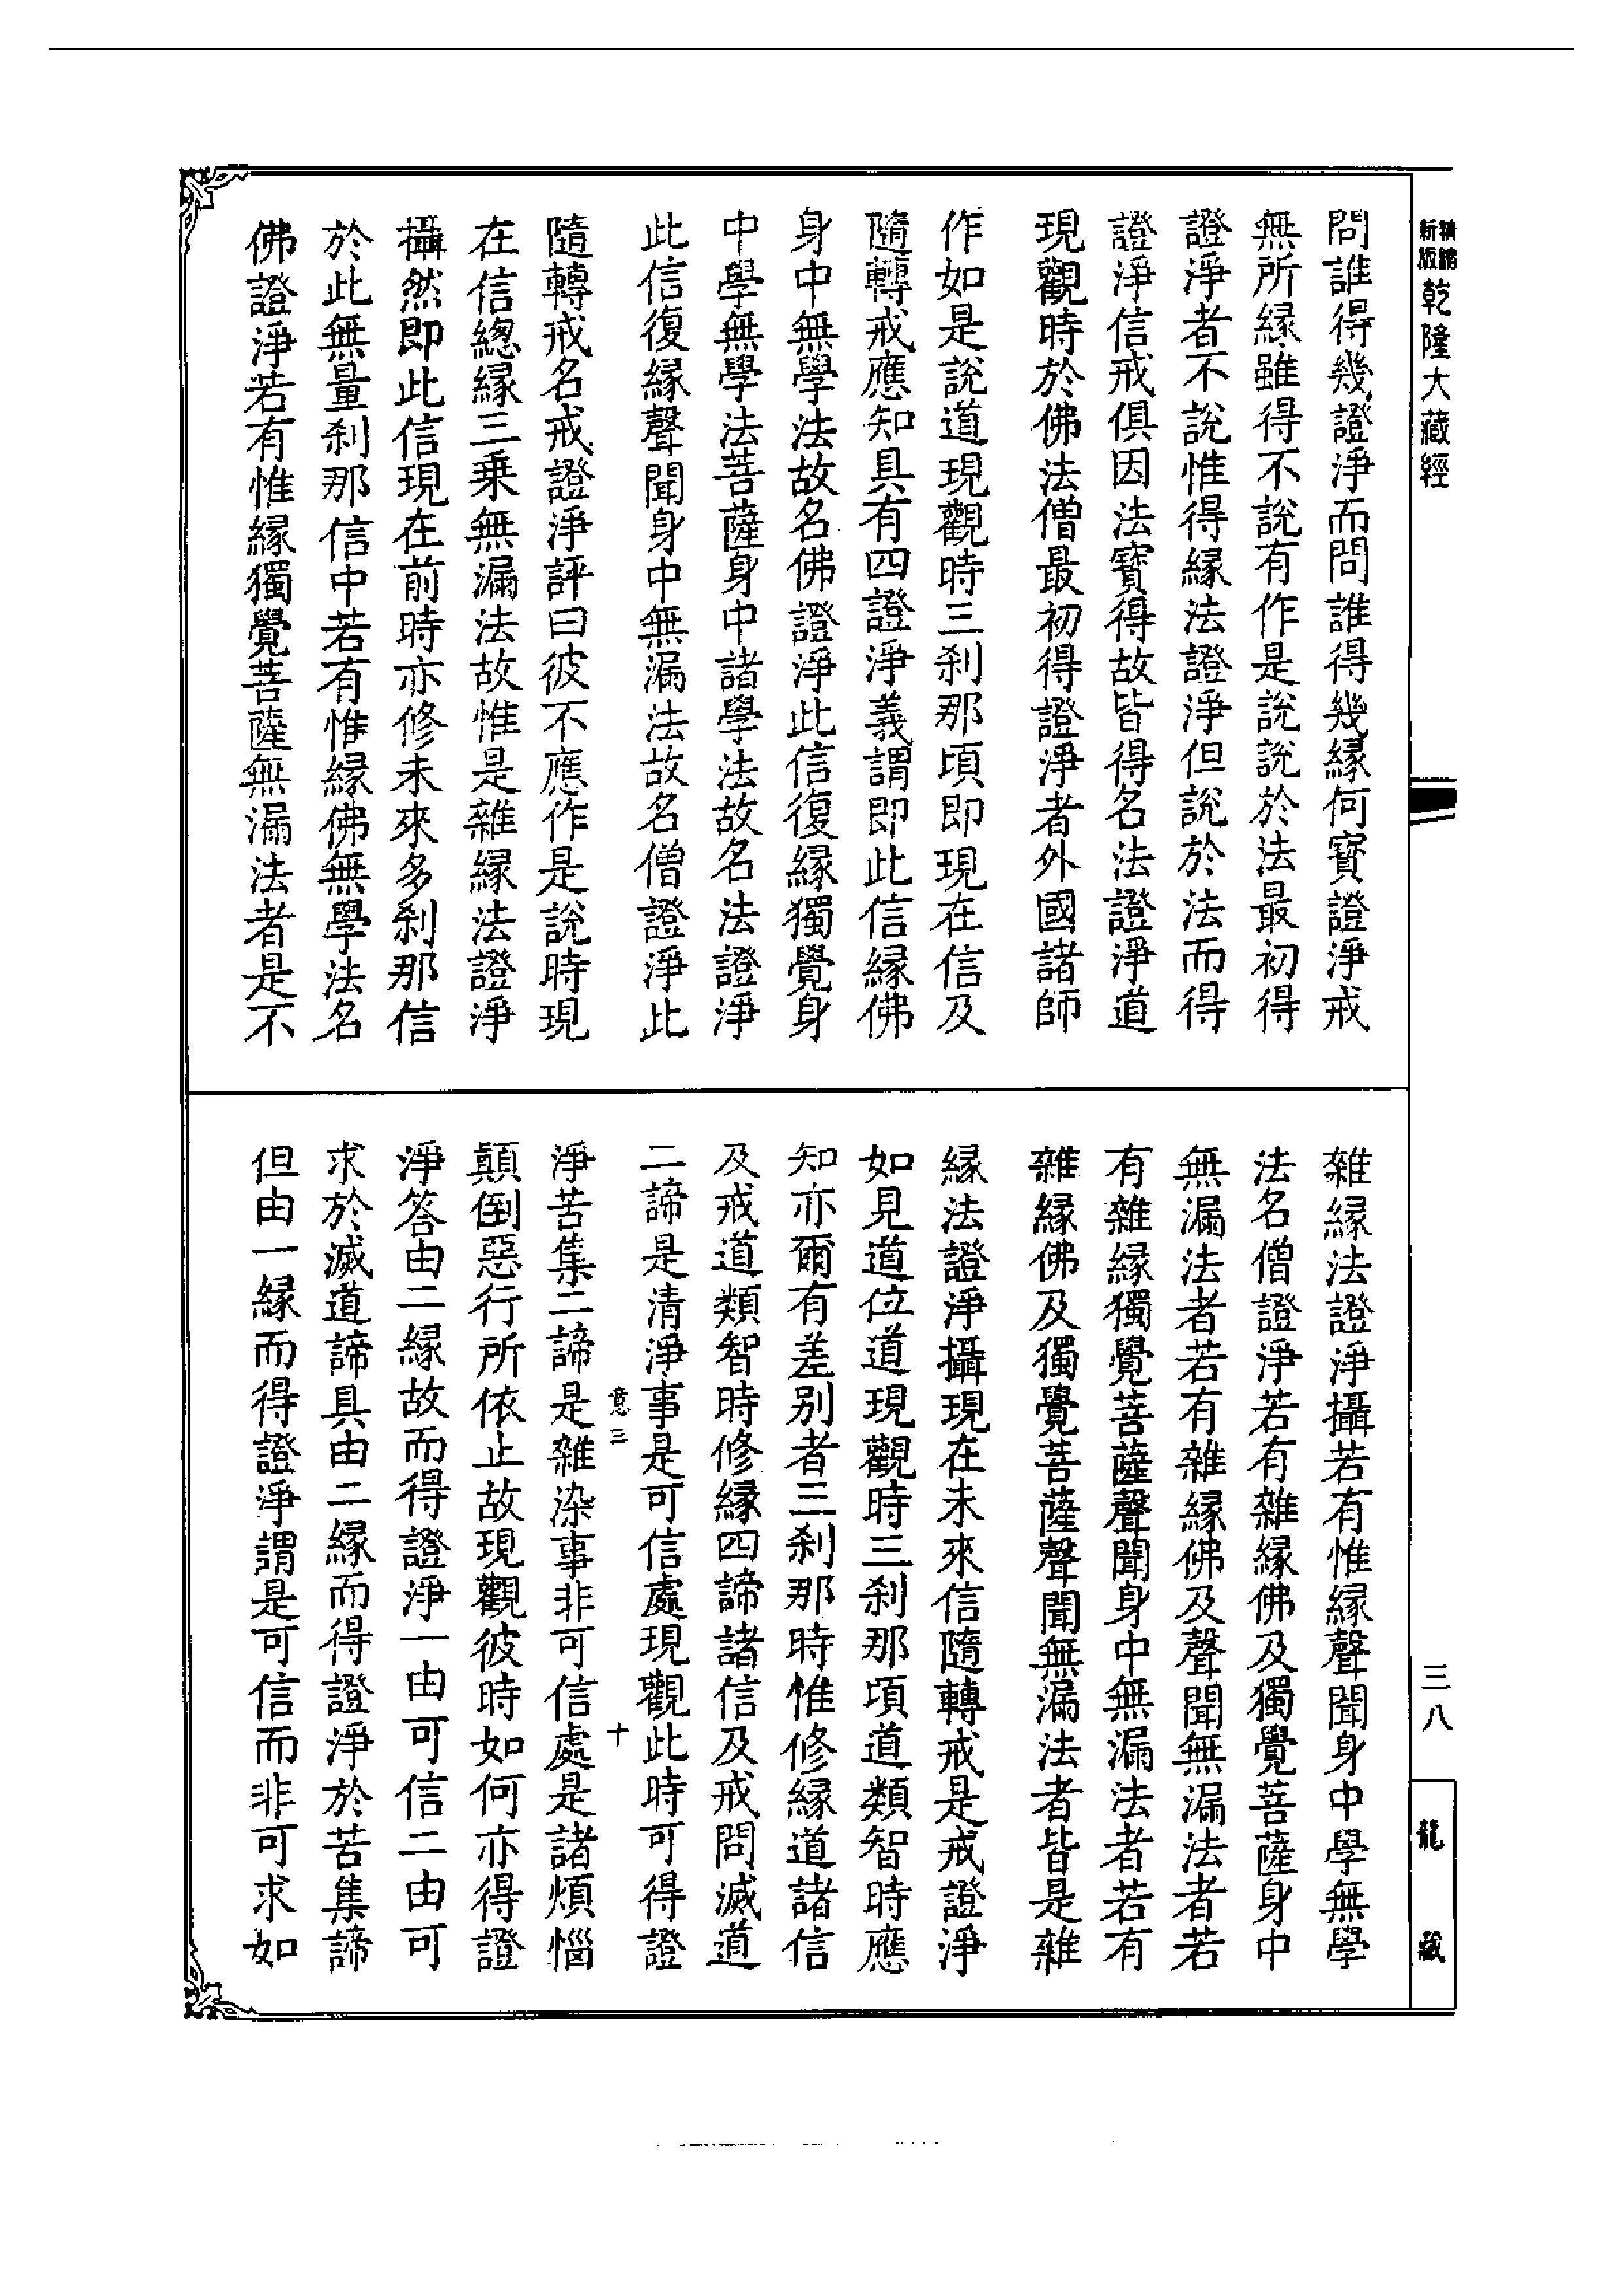 精縮新版乾隆大藏經
三八
龍藏
問誰得幾證淨而問誰得幾緣何寶證淨戒
無所緣雖得不說有作是說說於法最初得
證淨者不說惟得緣法證淨但說於法而得
證淨信戒俱因法寶得故皆得名法證淨道
現觀時於佛法僧最初得證淨者外國諸師
作如是說道現觀時三剎那頃即現在信及
隨轉戒應知具有四證淨義謂即此信緣佛
身中無學法故名佛證淨此信復緣獨覺身
中學無學法菩薩身中諸學法故名法證淨
此信復緣聲聞身中無漏法故名僧證淨此
隨轉戒名戒證淨評曰彼不應作是說時現
在信緫緣三乗無漏法故惟是雜緣法證淨
攝然即此信現在前時亦修未來多剎那信
於此無量剎那信中若有惟緣佛無學法名
佛證淨若有惟緣獨覺菩薩無漏法者是不
雜緣法證淨攝若有惟緣聲聞身中學無學
法名僧證淨若有雜緣佛及獨覺菩薩身中
無漏法者若有雜緣佛及聲聞無漏法者若
有雜緣獨覺菩薩聲聞身中無漏法者若有
雜緣佛及獨覺菩薩聲聞無漏法者皆是雜
緣法證淨攝現在未來信隨轉戒是戒證淨
如見道位道現觀時三剎那頃道類智時應
知亦爾有差別者三剎那時惟修緣道諸信
及戒道類智時修緣四諦諸信及戒問滅道
二諦是清淨事是可信處現觀此時可得證
意三 十
淨苦集二諦是雜染事非可信處是諸煩惱
顛倒惡行所依止故現觀彼時如何亦得證
淨答由二緣故而得證淨一由可信二由可
求於滅道諦具由二緣而得證淨於苦集諦
但由一緣而得證淨謂是可信而非可求如